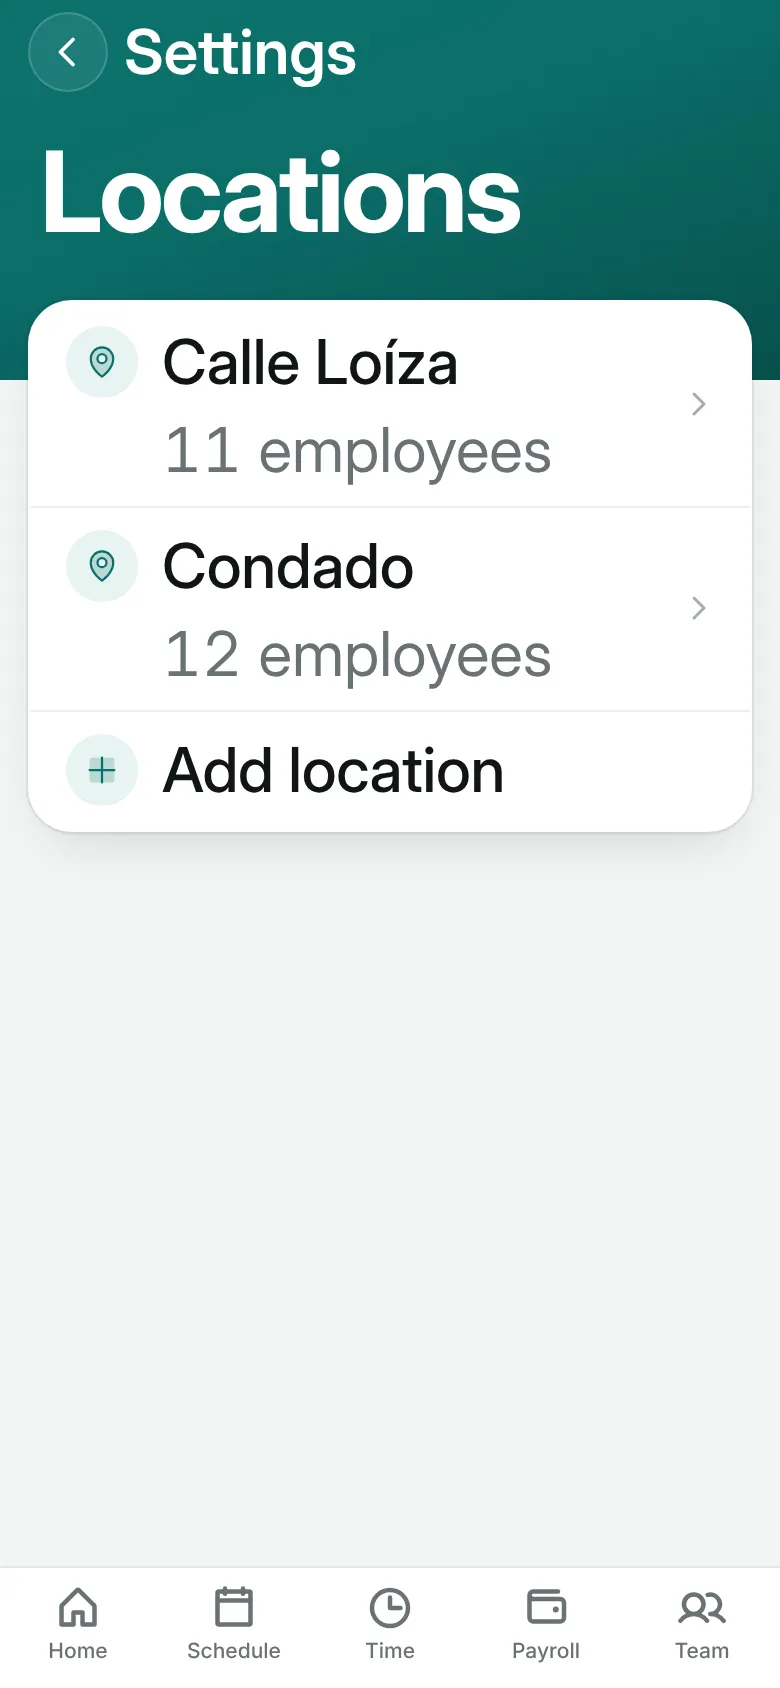 Settings
Locations
Calle Loíza
11 employees
Condado
12 employees
Add location
Home
Schedule
Time
Payroll
Team